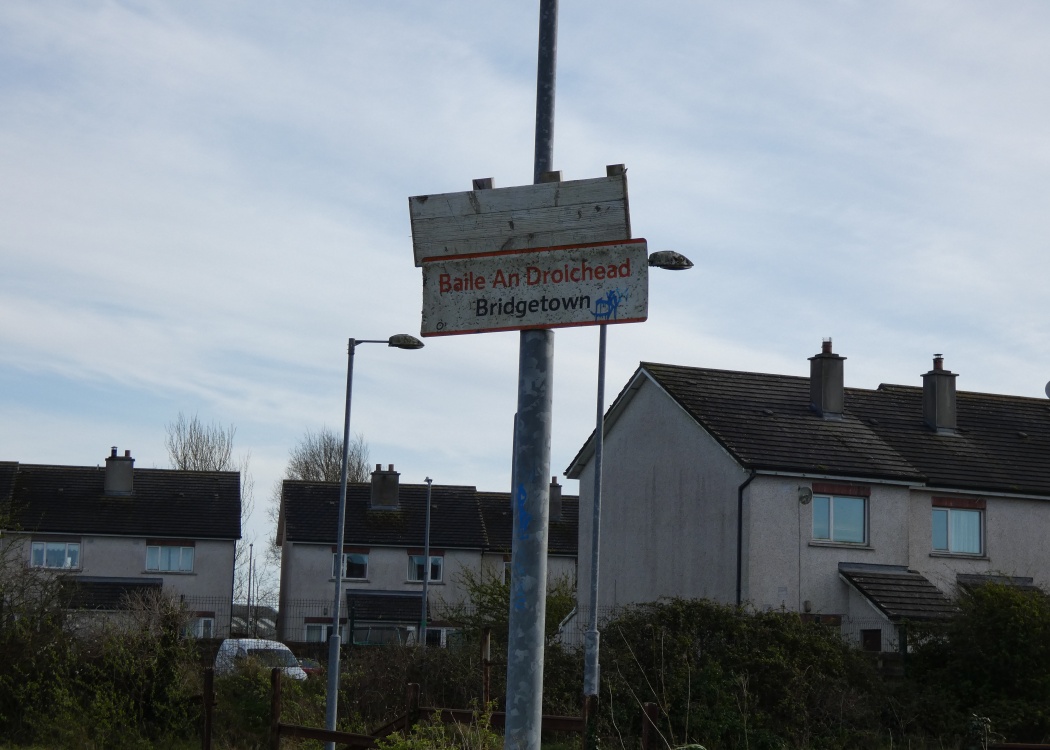 Baile An Droichead
Bridgetown